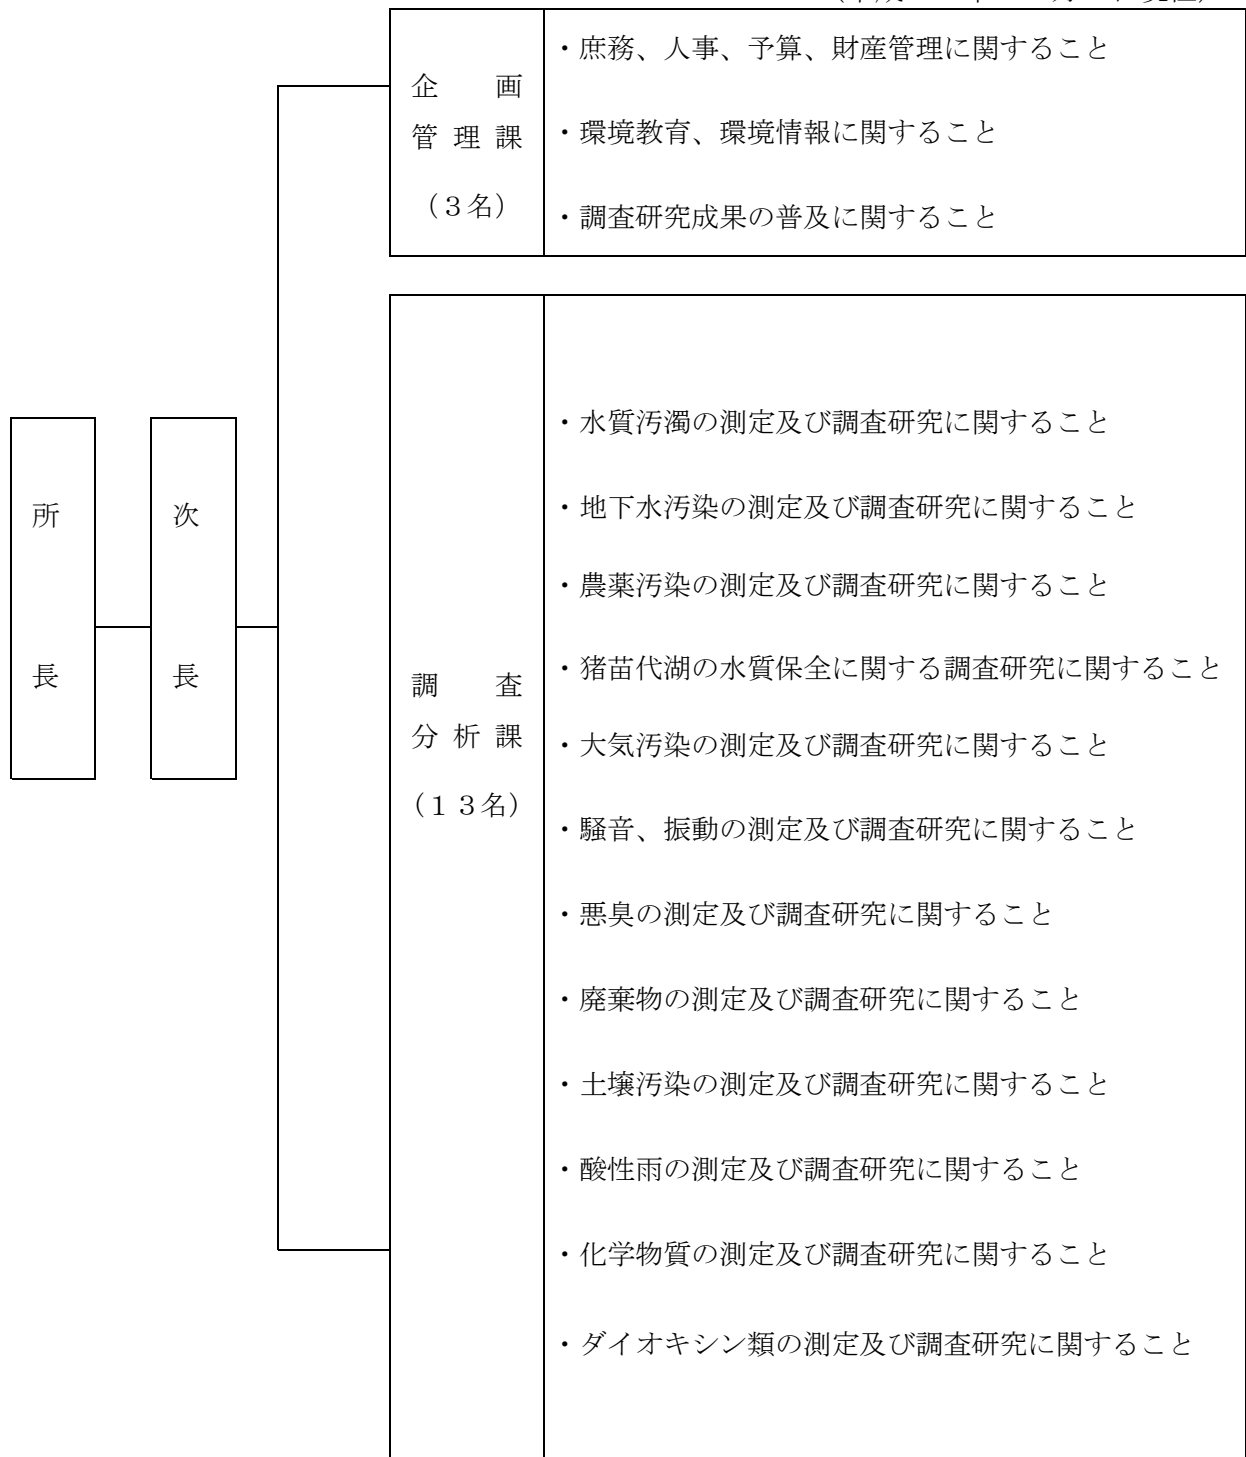 企　画
管理課
（３名）
・庶務、人事、予算、財産管理に関すること
・環境教育、環境情報に関すること
・調査研究成果の普及に関すること
所長
次長
調　査
分析課
（１３名）
・水質汚濁の測定及び調査研究に関すること
・地下水汚染の測定及び調査研究に関すること
・農薬汚染の測定及び調査研究に関すること
・猪苗代湖の水質保全に関する調査研究に関すること
・大気汚染の測定及び調査研究に関すること
・騒音、振動の測定及び調査研究に関すること
・悪臭の測定及び調査研究に関すること
・廃棄物の測定及び調査研究に関すること
・土壌汚染の測定及び調査研究に関すること
・酸性雨の測定及び調査研究に関すること
・化学物質の測定及び調査研究に関すること
・ダイオキシン類の測定及び調査研究に関すること